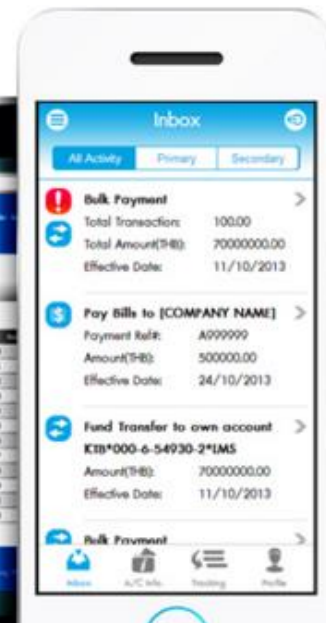 Inbox
All Activity Primary Secondary
Bulk Payment
Total Transaction: 100.00
Total Amount(THB): 70000000.00
Effective Date: 11/10/2013
Pay Bills to [COMPANY NAME]
Payment Ref#: A999999
Amount(THB): 500000.00
Effective Date: 24/10/2013
Fund Transfer to own account
KTB*000-6-54930-2*LMS
Amount(THB): 70000000.00
Effective Date: 11/10/2013
Bulk Payment
Inbox A/C Info Tracking Profile